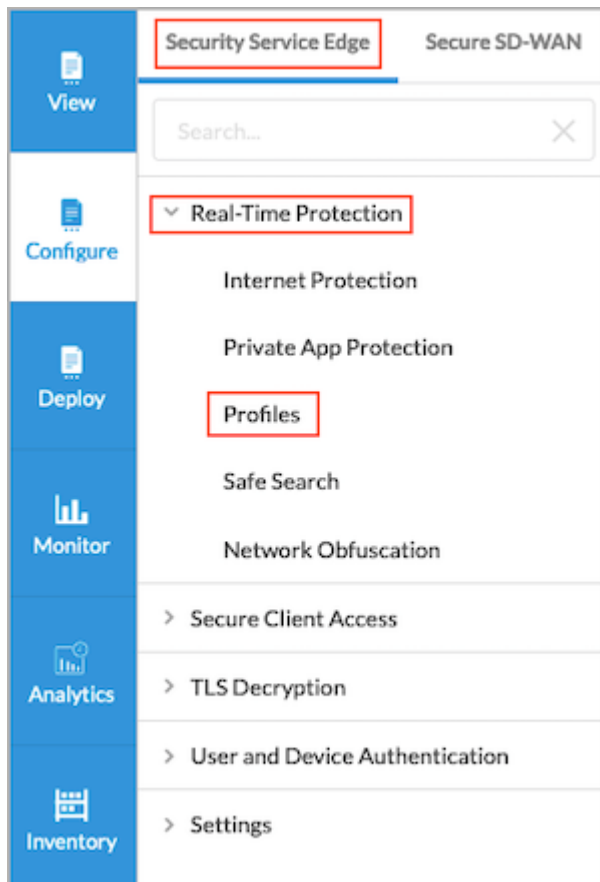 View
Configure
Deploy
Monitor
Analytics
Inventory
Security Service Edge
Secure SD-WAN
Search...
Real-Time Protection
Internet Protection
Private App Protection
Profiles
Safe Search
Network Obfuscation
Secure Client Access
TLS Decryption
User and Device Authentication
Settings